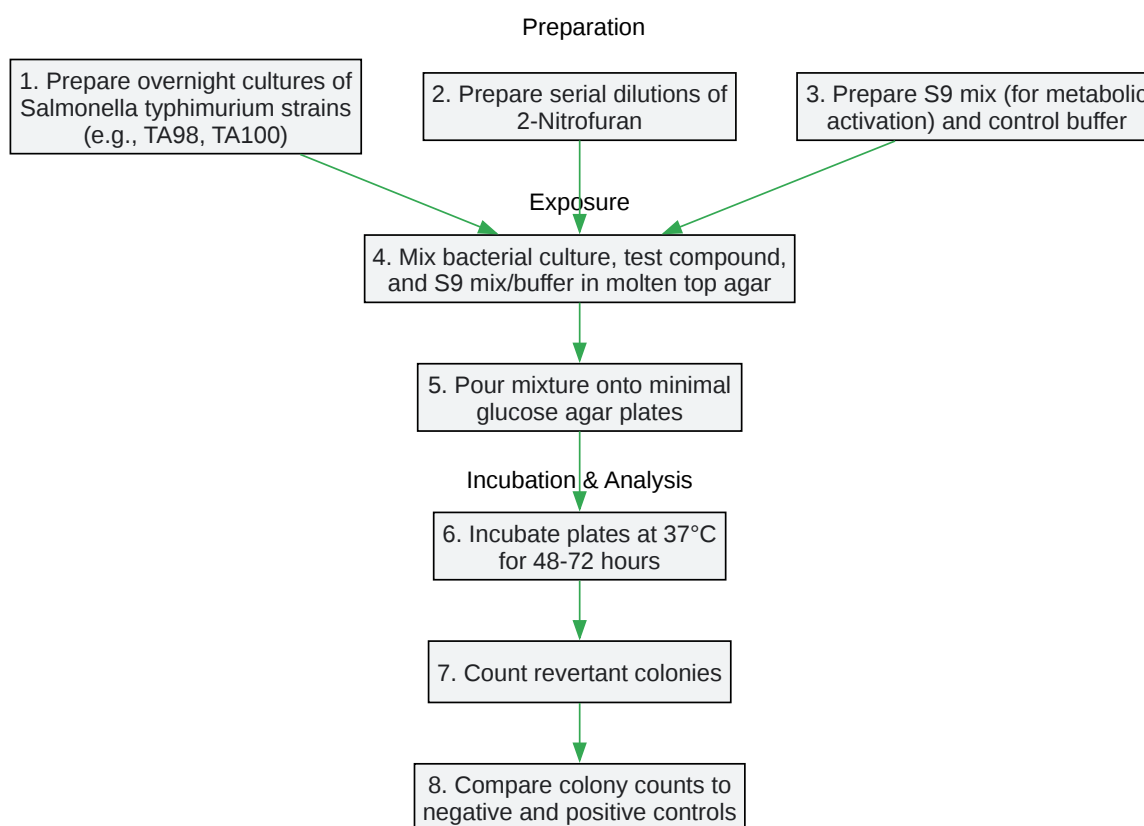 Preparation
1. Prepare overnight cultures of
Salmonella typhimurium strains
(e.g., TA98, TA100)
2. Prepare serial dilutions of
2-Nitrofuran
3. Prepare S9 mix (for metabolic
activation) and control buffer
Exposure
4. Mix bacterial culture, test compound,
and S9 mix/buffer in molten top agar
5. Pour mixture onto minimal
glucose agar plates
Incubation & Analysis
6. Incubate plates at 37°C
for 48-72 hours
7. Count revertant colonies
8. Compare colony counts to
negative and positive controls